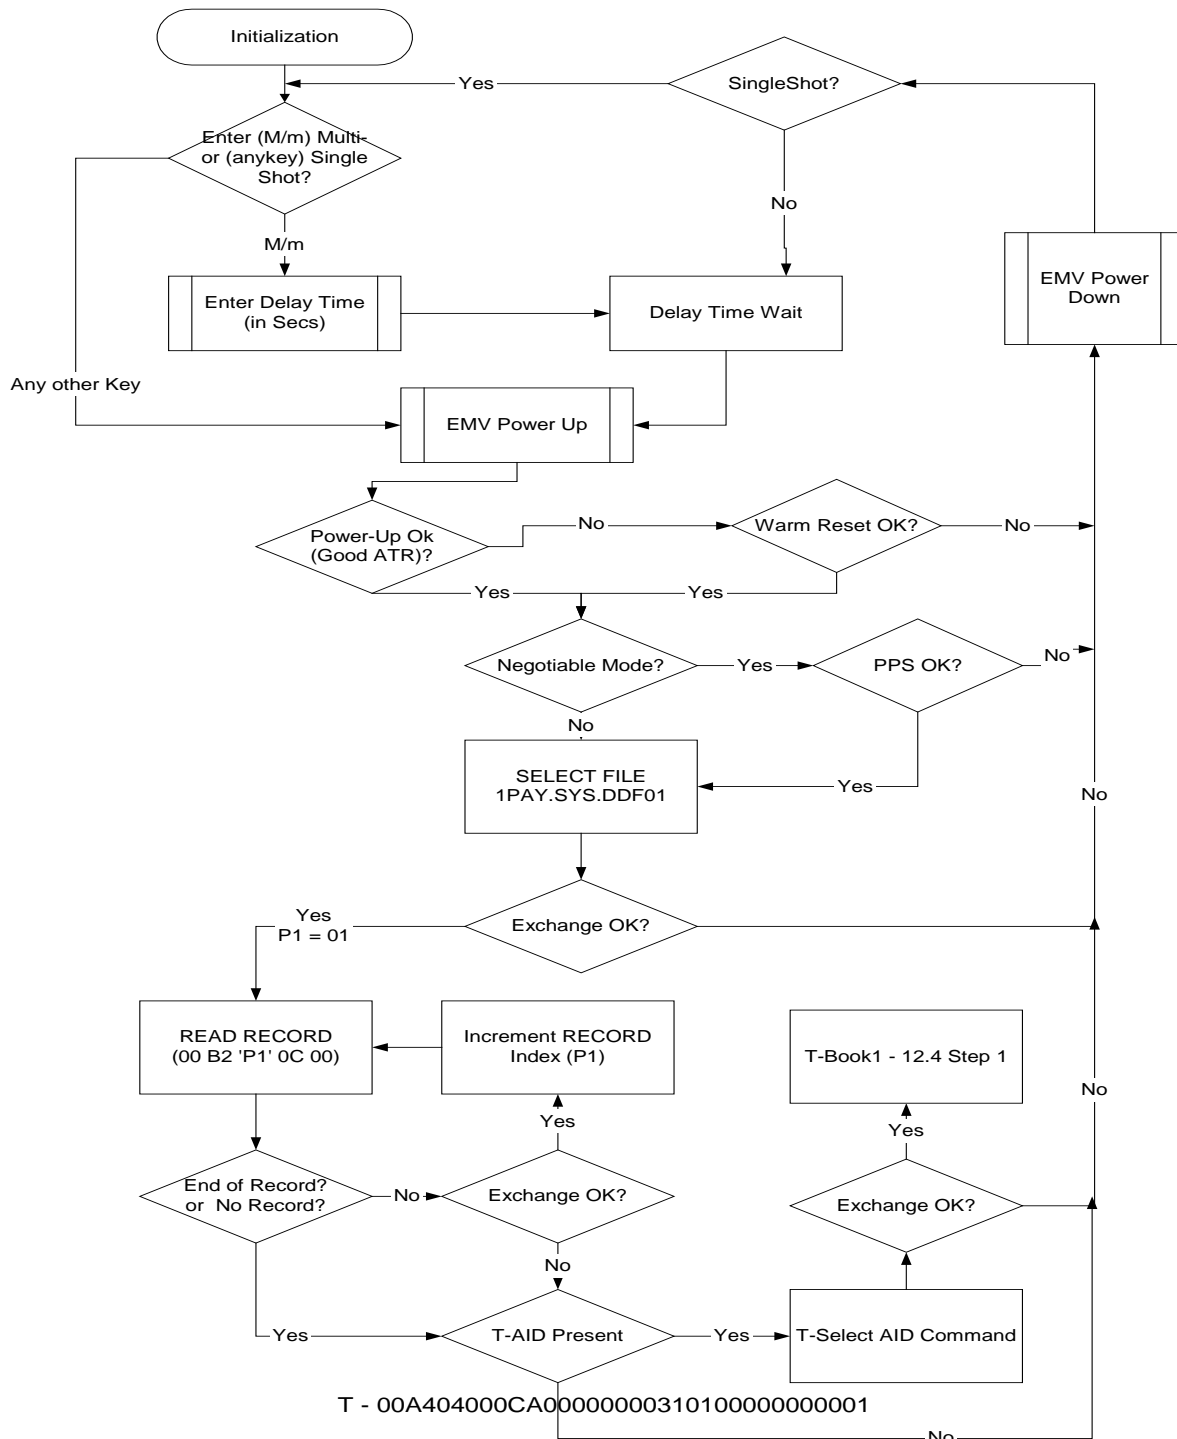 Initialization
Yes
SingleShot?
Enter (M/m) Multi-
or (anykey) Single
Shot?
No
M/m
Enter Delay Time
(in Secs)
Delay Time Wait
EMV Power
Down
Any other Key
EMV Power Up
Power-Up Ok
(Good ATR)?
No
Warm Reset OK?
No
Yes
Yes
Negotiable Mode?
Yes
PPS OK?
No
No
SELECT FILE
1PAY.SYS.DDF01
Yes
No
Yes
P1 = 01
Exchange OK?
READ RECORD
(00 B2 'P1' 0C 00)
Increment RECORD
Index (P1)
T-Book1 - 12.4 Step 1
No
Yes
Yes
End of Record?
or  No Record?
No
Exchange OK?
Exchange OK?
No
Yes
T-AID Present
Yes
T-Select AID Command
T - 00A404000CA00000000310100000000001
No